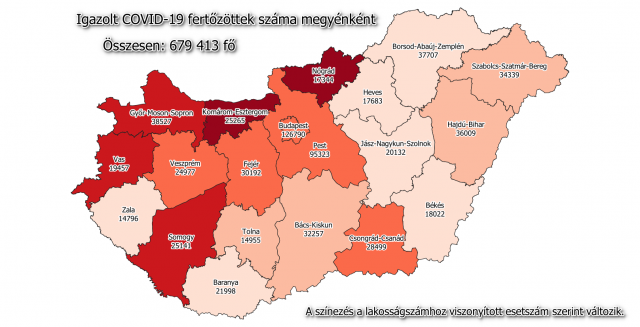 Igazolt COVID-19 fertőzöttek száma megyénként
Összesen: 679 413 fő
Borsod-Abaúj-Zemplén
37707
Szabolcs-Szatmár-Bereg
34339
Nógrád
17344
Heves
17683
Győr-Moson-Sopron
38527
Komárom-Esztergom
25265
Budapest
126790
Hajdú-Bihar
36009
Pest
95323
Jász-Nagykun-Szolnok
20132
Vas
19457
Veszprém
24977
Fejér
30192
Zala
14796
Békés
18022
Somogy
25141
Tolna
14955
Bács-Kiskun
32257
Csongrád-Csanád
28499
Baranya
21998
A színezés a lakosságszámhoz viszonyított esetszám szerint változik.